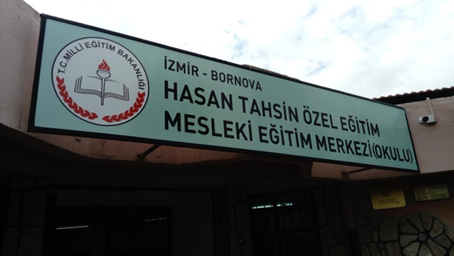 T.C. MİLLİ EĞİTİM BAKANLIĞI
İZMİR - BORNOVA
HASAN TAHSİN ÖZEL EĞİTİM
MESLEKİ EĞİTİM MERKEZİ(OKULU)